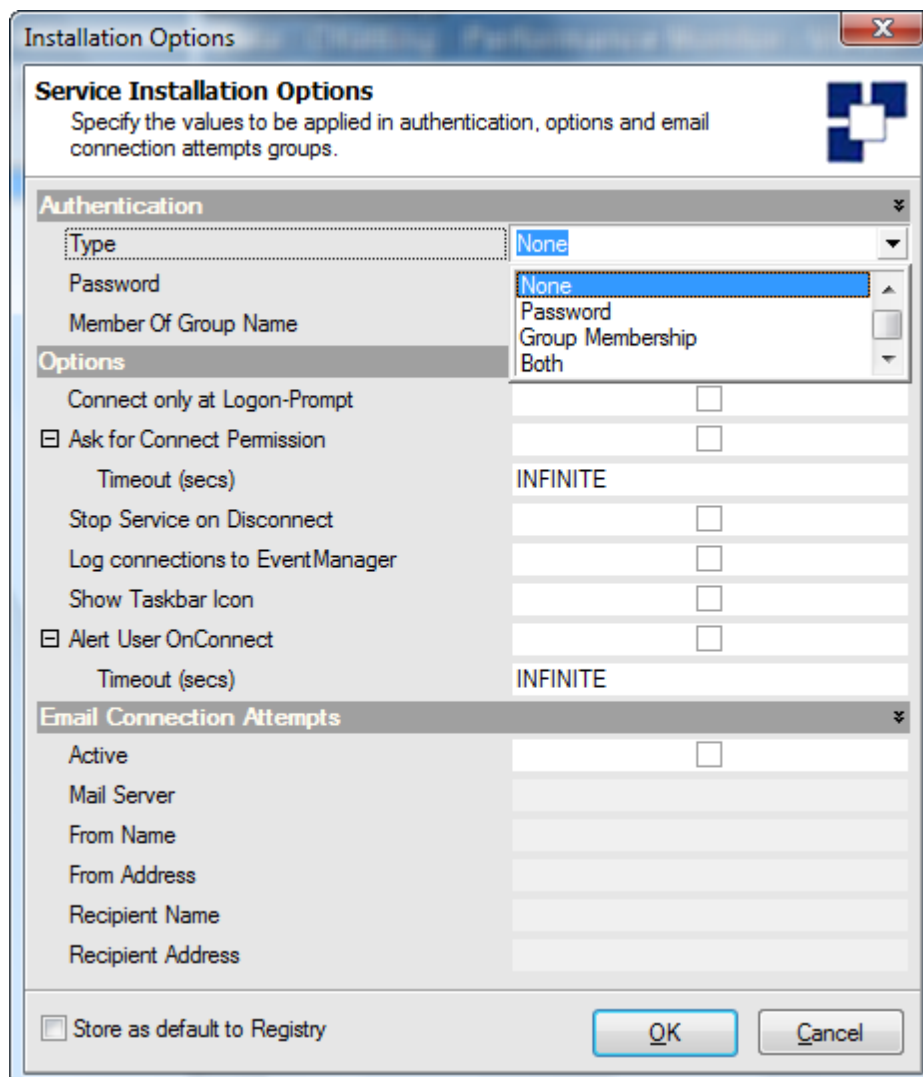 Installation Options
Service Installation Options
Specify the values to be applied in authentication, options and email
connection attempts groups.
Authentication
Type None
Password None
Password
Member Of Group Name Group Membership
Options Both
Connect only at Logon-Prompt
Ask for Connect Permission
Timeout (secs) INFINITE
Stop Service on Disconnect
Log connections to EventManager
Show Taskbar Icon
Alert User OnConnect
Timeout (secs) INFINITE
Email Connection Attempts
Active
Mail Server
From Name
From Address
Recipient Name
Recipient Address
Store as default to Registry OK Cancel